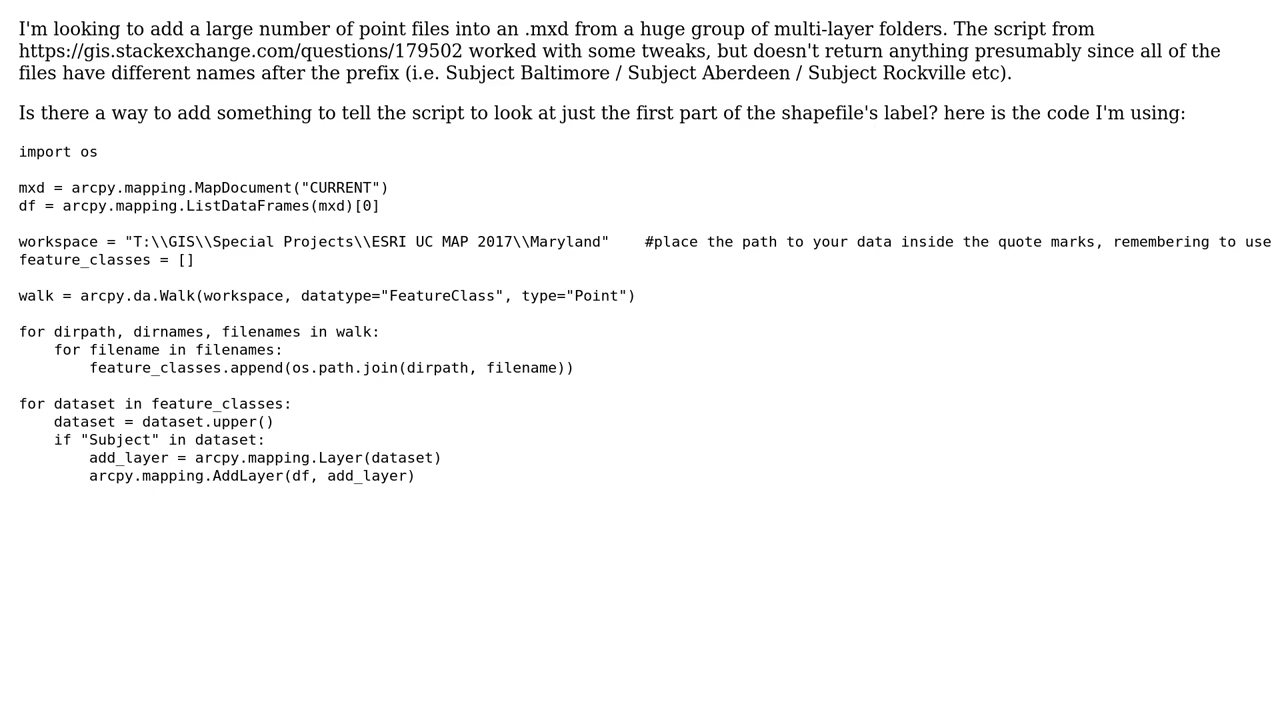 I'm looking to add a large number of point files into an .mxd from a huge group of multi-layer folders. The script from
https://gis.stackexchange.com/questions/179502 worked with some tweaks, but doesn't return anything presumably since all of the
files have different names after the prefix (i.e. Subject Baltimore / Subject Aberdeen / Subject Rockville etc).
Is there a way to add something to tell the script to look at just the first part of the shapefile's label? here is the code I'm using:
import os
mxd = arcpy.mapping.MapDocument("CURRENT")
df = arcpy.mapping.ListDataFrames(mxd)[0]
workspace = "T:\\GIS\\Special Projects\\ESRI UC MAP 2017\\Maryland"    #place the path to your data inside the quote marks, remembering to use
feature_classes = []
walk = arcpy.da.Walk(workspace, datatype="FeatureClass", type="Point")
for dirpath, dirnames, filenames in walk:
    for filename in filenames:
        feature_classes.append(os.path.join(dirpath, filename))
for dataset in feature_classes:
    dataset = dataset.upper()
    if "Subject" in dataset:
        add_layer = arcpy.mapping.Layer(dataset)
        arcpy.mapping.AddLayer(df, add_layer)